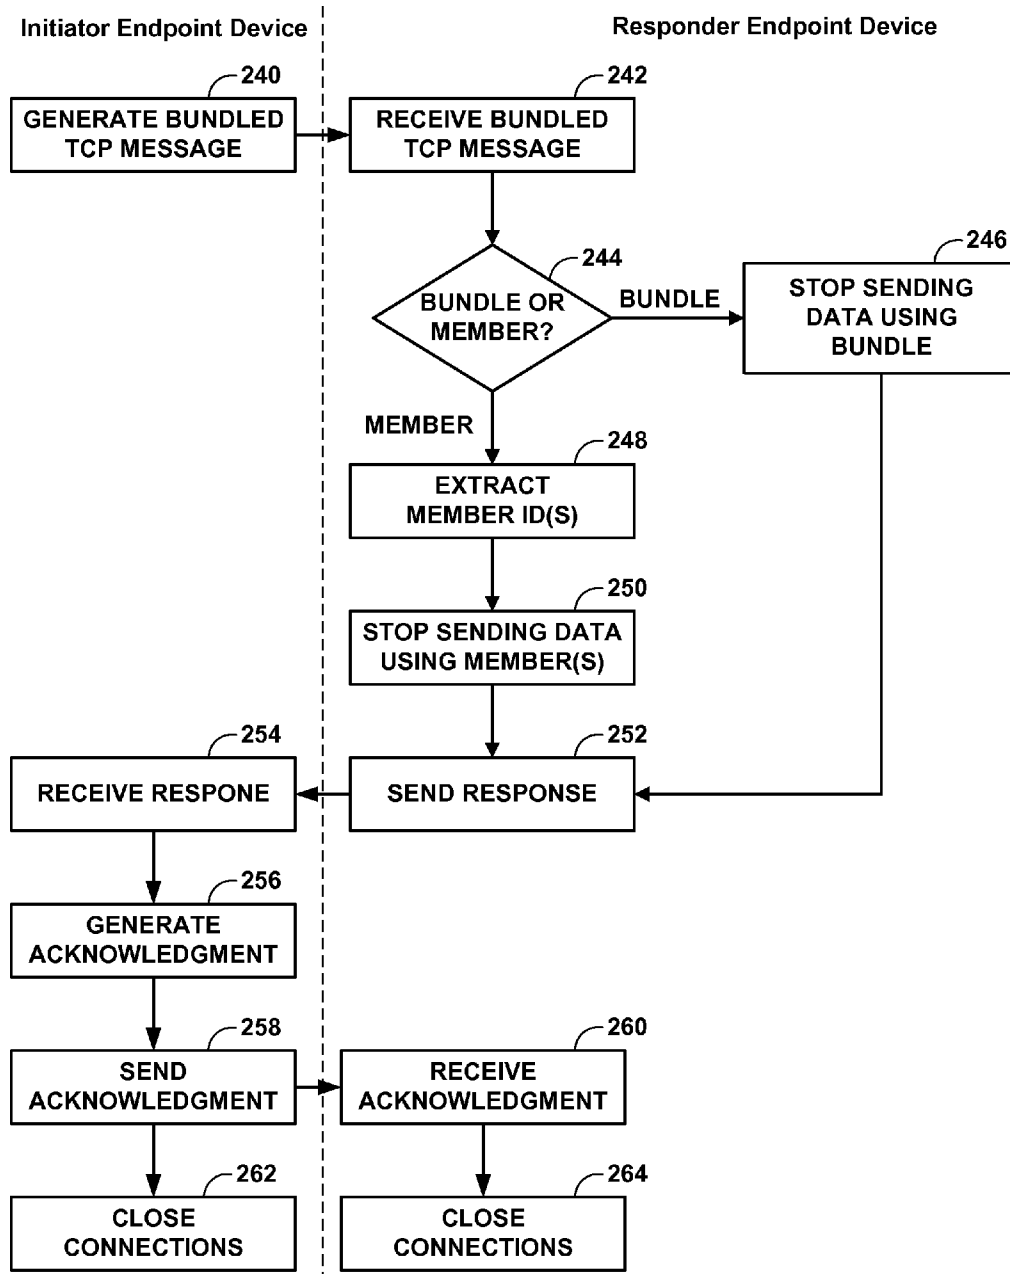 Initiator Endpoint Device
Responder Endpoint Device
240
GENERATE BUNDLED
TCP MESSAGE
242
RECEIVE BUNDLED
TCP MESSAGE
244
BUNDLE OR
MEMBER?
BUNDLE
246
STOP SENDING
DATA USING
BUNDLE
MEMBER
248
EXTRACT
MEMBER ID(S)
250
STOP SENDING DATA
USING MEMBER(S)
252
SEND RESPONSE
254
RECEIVE RESPONE
256
GENERATE
ACKNOWLEDGMENT
258
SEND
ACKNOWLEDGMENT
260
RECEIVE
ACKNOWLEDGMENT
262
CLOSE
CONNECTIONS
264
CLOSE
CONNECTIONS